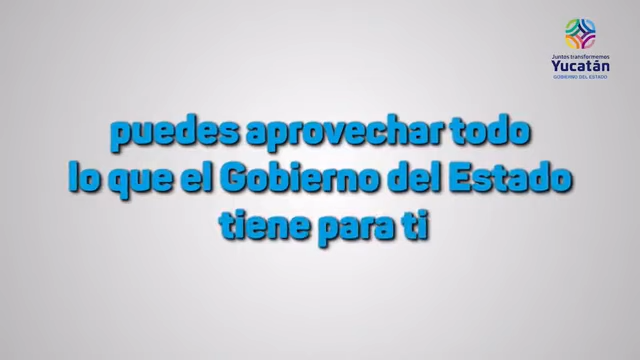 Juntos transformemos
Yucatán
GOBIERNO DEL ESTADO
puedes aprovechar todo
lo que el Gobierno del Estado
tiene para ti